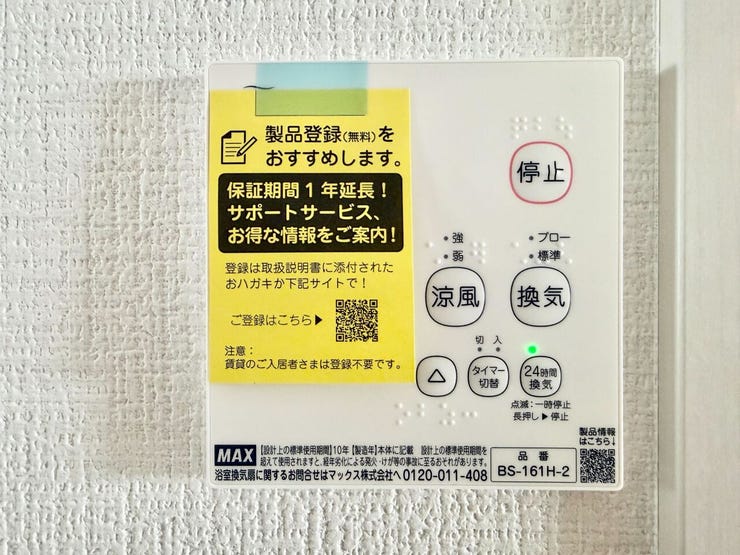 製品登録(無料)を
おすすめします。
保証期間1年延長!
サポートサービス、
お得な情報をご案内!
登録は取扱説明書に添付された
おハガキか下記サイトで!
ご登録はこちら▶
注意:
賃貸のご入居者さまは登録不要です。
停止
・強
・弱
・ブロー
・標準
涼風
換気
切 入
△
タイマー
切替
24時間
換気
点滅:一時停止
長押し▶停止
製品情報
はこちら↓
MAX
【設計上の標準使用期間】10年【製造年】本体に記載 設計上の標準使用期間を
超えて使用されますと、経年劣化による発火・けが等の事故に至るおそれがあります。
浴室換気扇に関するお問合せはマックス株式会社へ 0120-011-408
品番
BS-161H-2